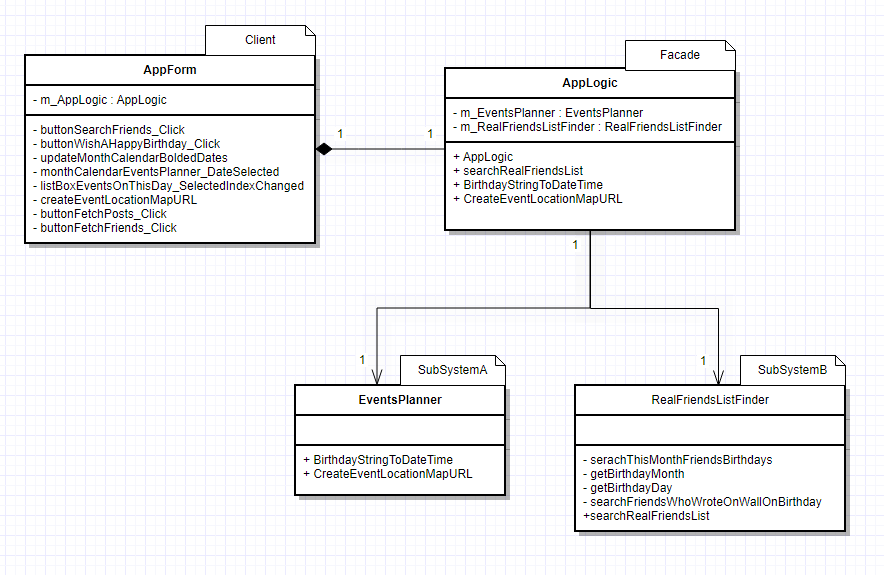 Client
AppForm
- m_AppLogic : AppLogic
- buttonSearchFriends_Click
- buttonWishAHappyBirthday_Click
- updateMonthCalendarBoldedDates
- monthCalendarEventsPlanner_DateSelected
- listBoxEventsOnThisDay_SelectedIndexChanged
- createEventLocationMapURL
- buttonFetchPosts_Click
- buttonFetchFriends_Click
1
1
Facade
AppLogic
- m_EventsPlanner : EventsPlanner
- m_RealFriendsListFinder : RealFriendsListFinder
+ AppLogic
+ searchRealFriendsList
+ BirthdayStringToDateTime
+ CreateEventLocationMapURL
1
1
1
SubSystemA
EventsPlanner
+ BirthdayStringToDateTime
+ CreateEventLocationMapURL
SubSystemB
RealFriendsListFinder
- serachThisMonthFriendsBirthdays
- getBirthdayMonth
- getBirthdayDay
- searchFriendsWhoWroteOnWallOnBirthday
+searchRealFriendsList